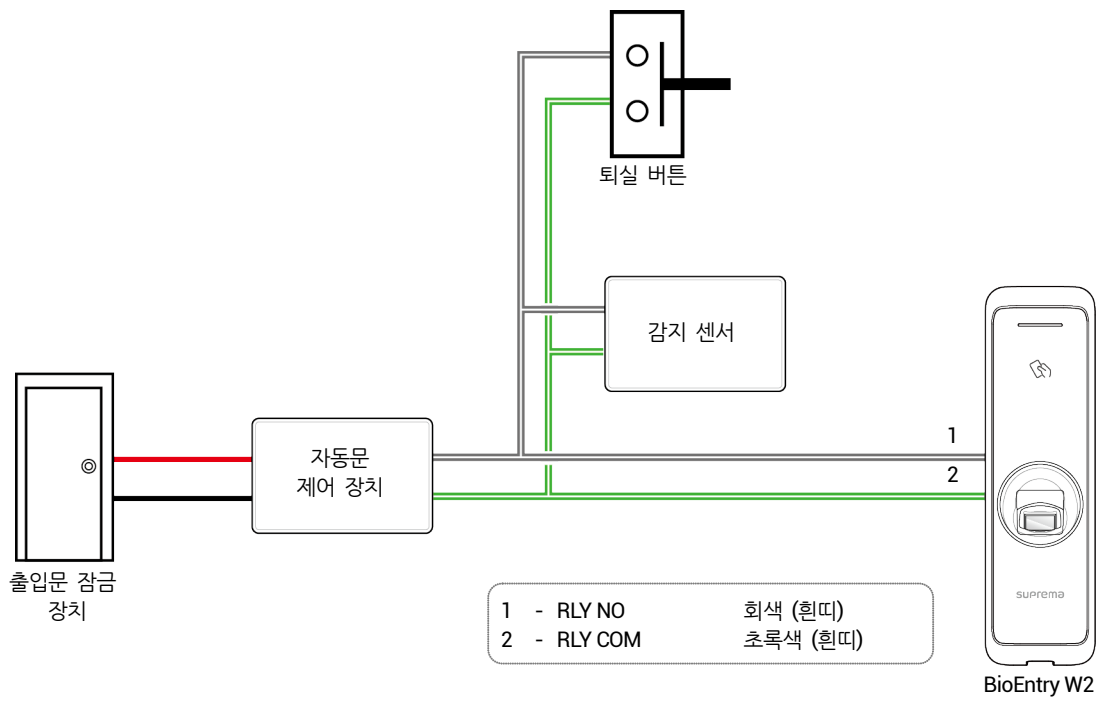 퇴실 버튼
감지 센서
자동문
제어 장치
1
2
출입문 잠금
장치
1 - RLY NO 회색 (흰띠)
2 - RLY COM 초록색 (흰띠)
suprema
BioEntry W2